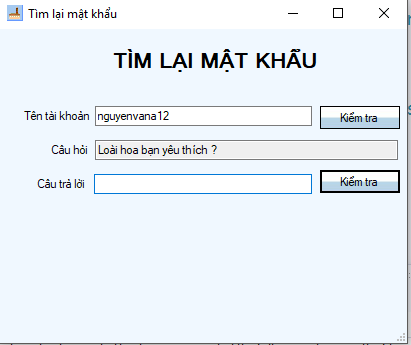 Tìm lại mật khẩu
TÌM LẠI MẬT KHẨU
Tên tài khoản nguyenvana12 Kiểm tra
Câu hỏi Loài hoa bạn yêu thích ?
Câu trả lời Kiểm tra